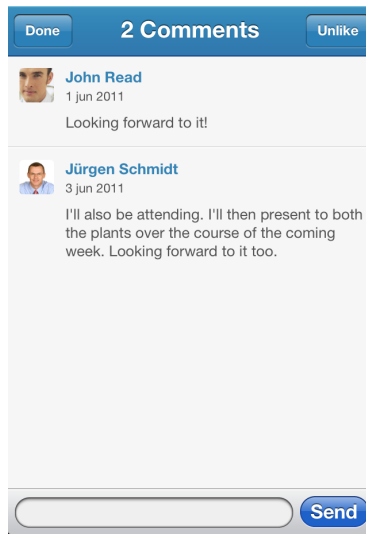 Done
2 Comments
Unlike
John Read
1 jun 2011
Looking forward to it!
Jürgen Schmidt
3 jun 2011
I'll also be attending. I'll then present to both
the plants over the course of the coming
week. Looking forward to it too.
Send